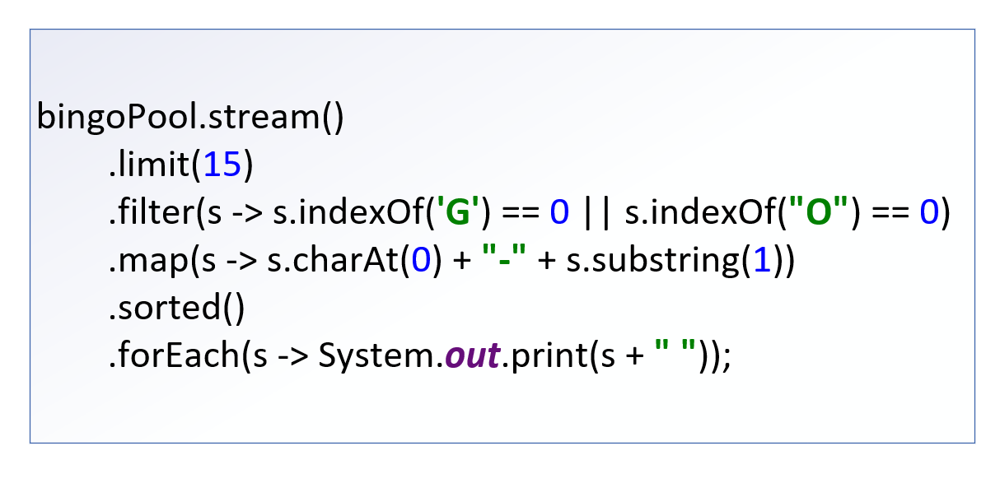 bingoPool.stream()
.limit(15)
.filter(s -> s.indexOf('G') == 0 || s.indexOf("O") == 0)
.map(s -> s.charAt(0) + "-" + s.substring(1))
.sorted()
.forEach(s -> System.out.print(s + " "));